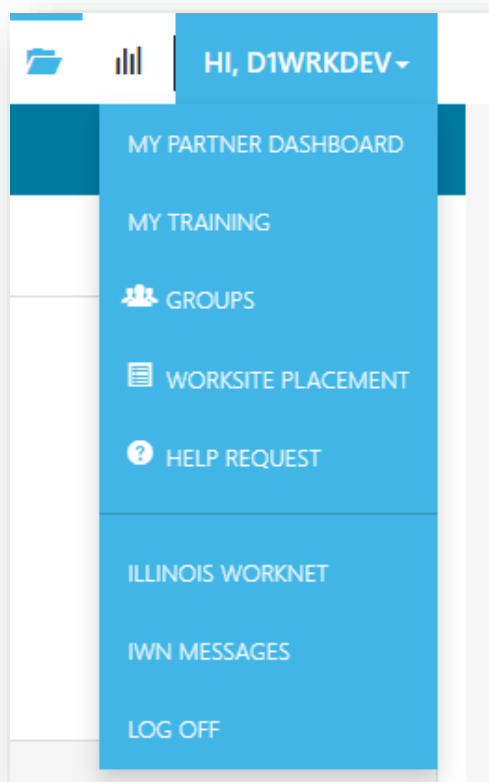 HI, D1WRKDEV
MY PARTNER DASHBOARD
MY TRAINING
GROUPS
WORKSITE PLACEMENT
HELP REQUEST
ILLINOIS WORKNET
IWN MESSAGES
LOG OFF